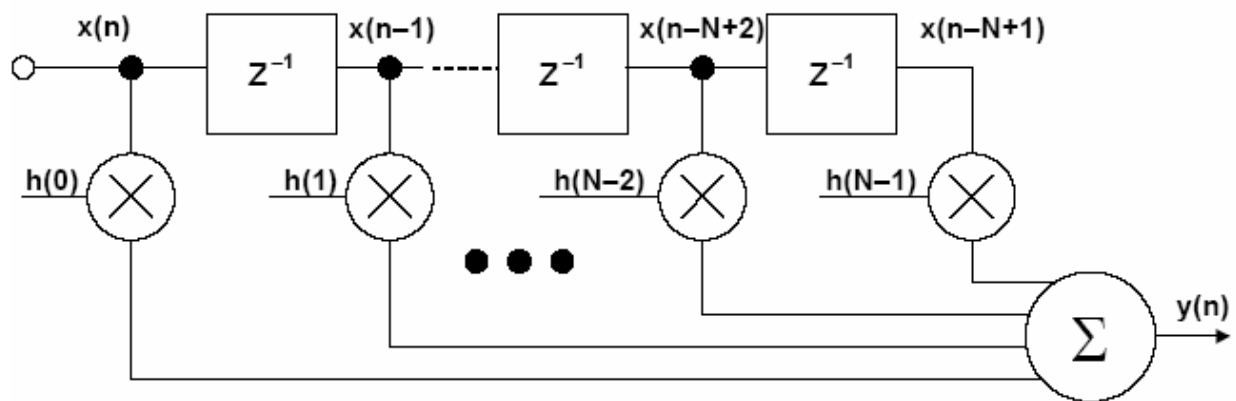 x(n) x(n–1) x(n–N+2) x(n–N+1)
Z⁻¹ Z⁻¹ Z⁻¹
h(0) h(1) h(N–2) h(N–1)
Σ y(n)